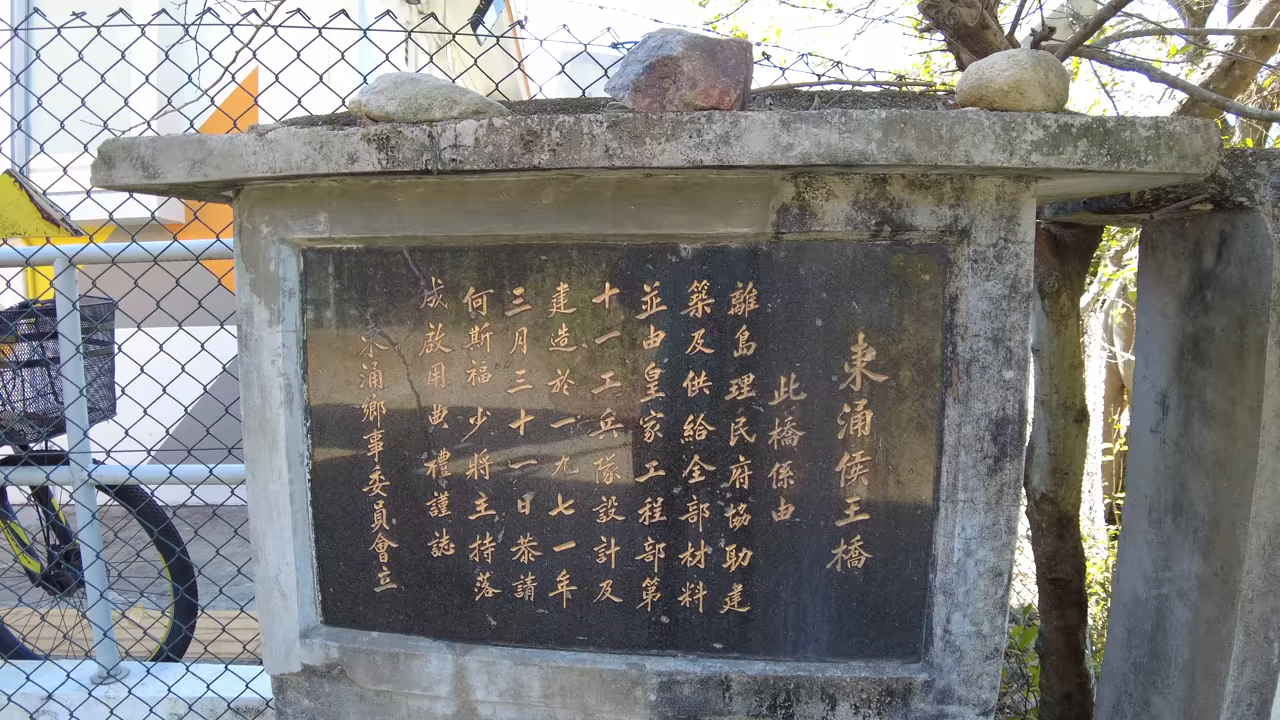 東涌侯王橋
此橋係由
離島理民府協助建
築及供給全部材料
並由皇家工程部第
十一工兵隊設計及
建造於一九七一年
三月三十一日恭請
何斯福少將主持落
成啟用典禮謹誌
東涌鄉事委員會立